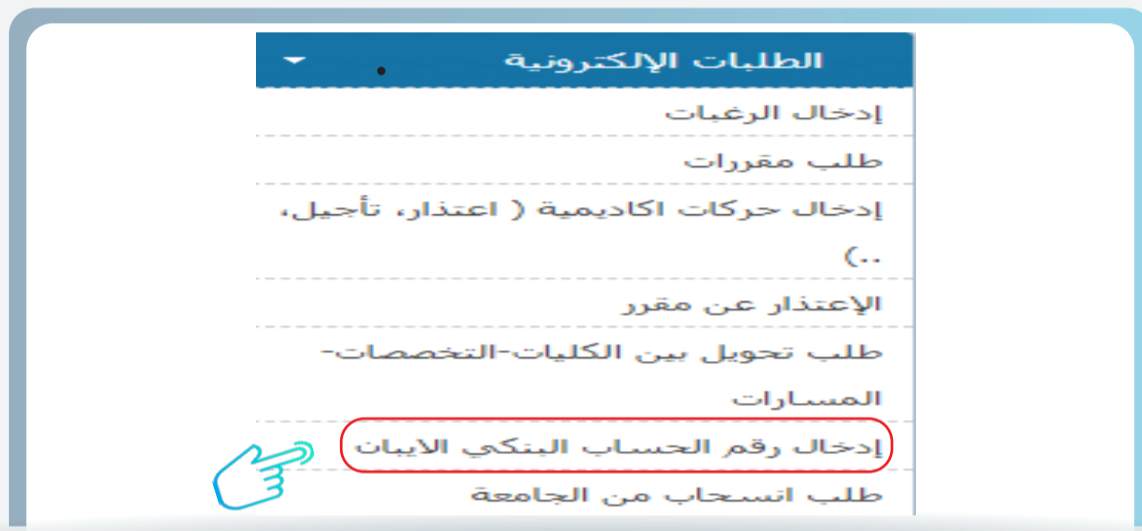 الطلبات الإلكترونية
إدخال الرغبات
طلب مقررات
إدخال حركات اكاديمية ( اعتذار، تأجيل،
..)
الإعتذار عن مقرر
طلب تحويل بين الكليات-التخصصات-
المسارات
إدخال رقم الحساب البنكي الايبان
طلب انسحاب من الجامعة